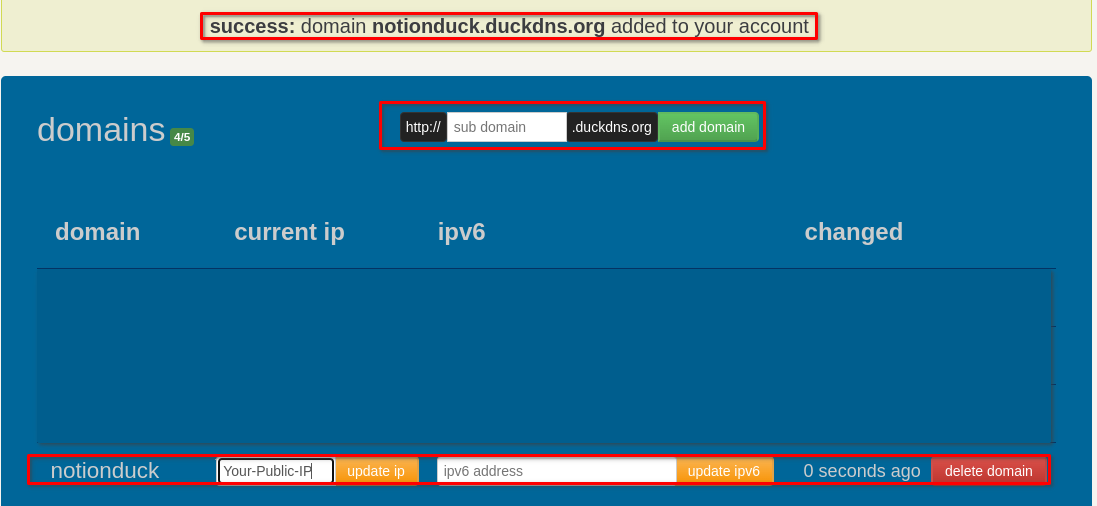 success: domain notionduck.duckdns.org added to your account
domains 4/5 http:// sub domain .duckdns.org add domain
domain current ip ipv6 changed
notionduck Your-Public-IP update ip ipv6 address update ipv6 0 seconds ago delete domain